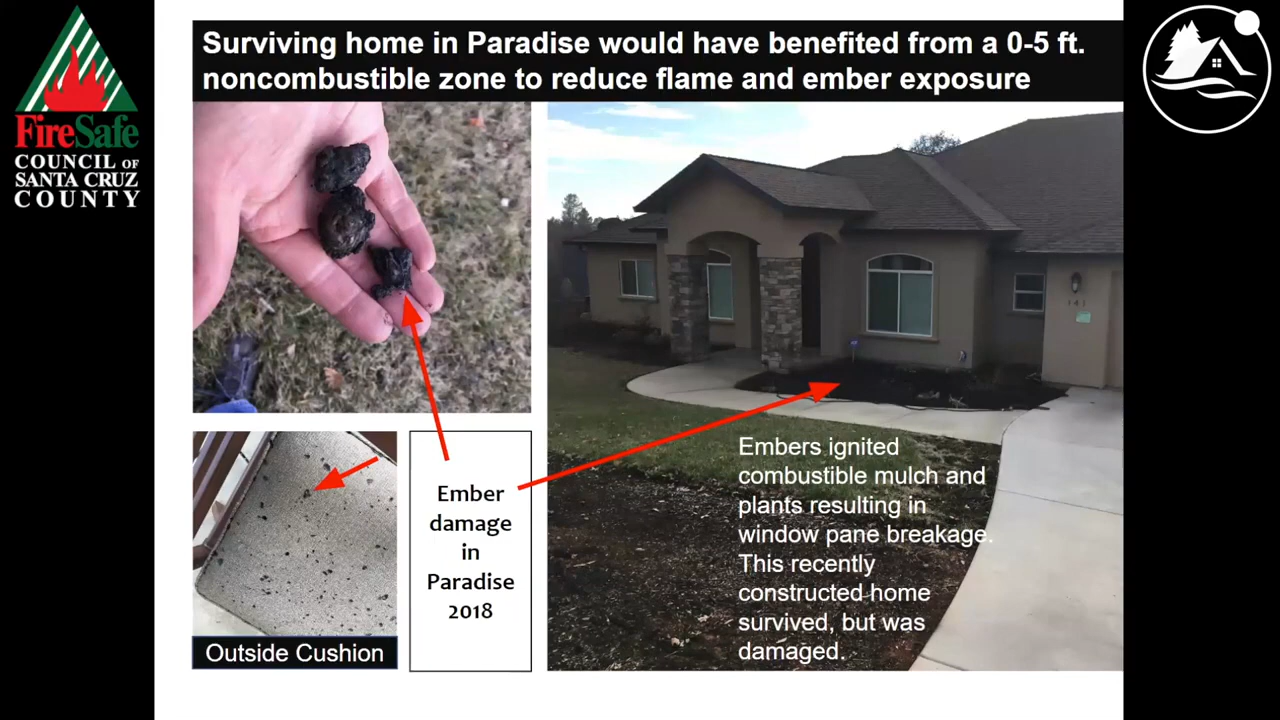 Surviving home in Paradise would have benefited from a 0-5 ft.
noncombustible zone to reduce flame and ember exposure
FireSafe
COUNCIL OF
SANTA CRUZ
COUNTY
141
Ember
damage
in
Paradise
2018
Outside Cushion
Embers ignited
combustible mulch and
plants resulting in
window pane breakage.
This recently
constructed home
survived, but was
damaged.